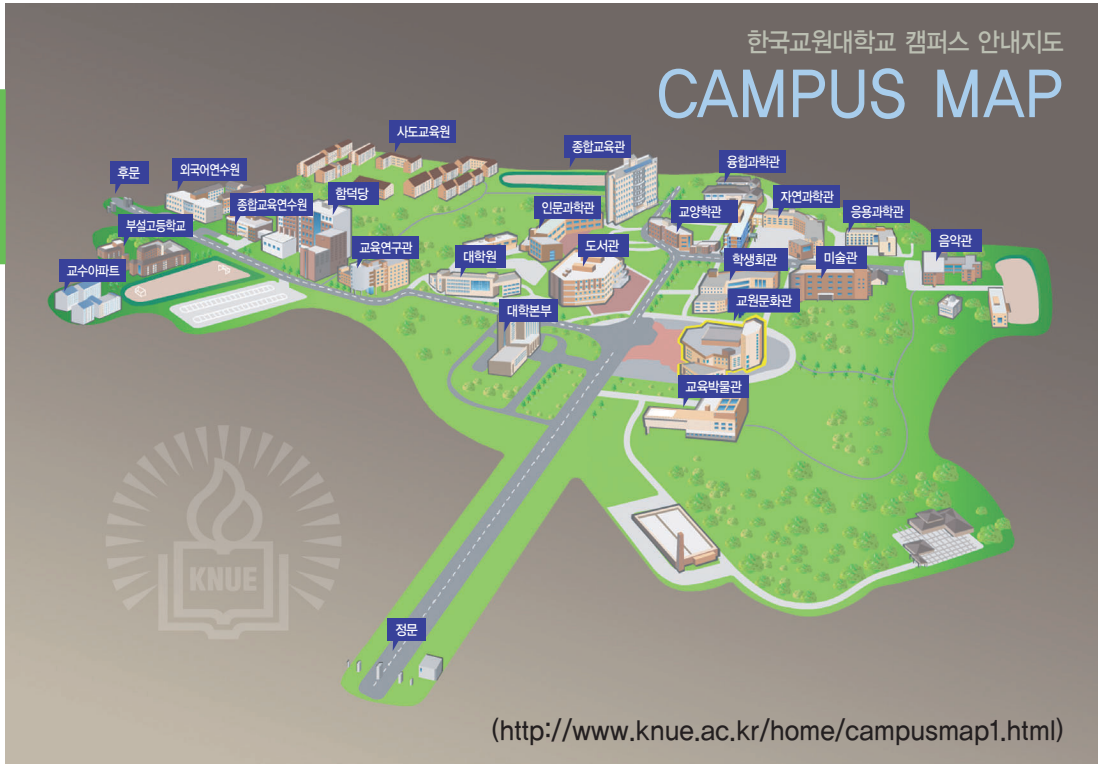 한국교원대학교 캠퍼스 안내지도
CAMPUS MAP
사도교육원
종합교육관
융합과학관
후문
외국어연수원
함덕당
자연과학관
종합교육연수원
인문과학관
교양학관
응용과학관
부설고등학교
교육연구관
도서관
음악관
대학원
학생회관
미술관
교수아파트
교원문화관
대학본부
교육박물관
KNUE
정문
(http://www.knue.ac.kr/home/campusmap1.html)